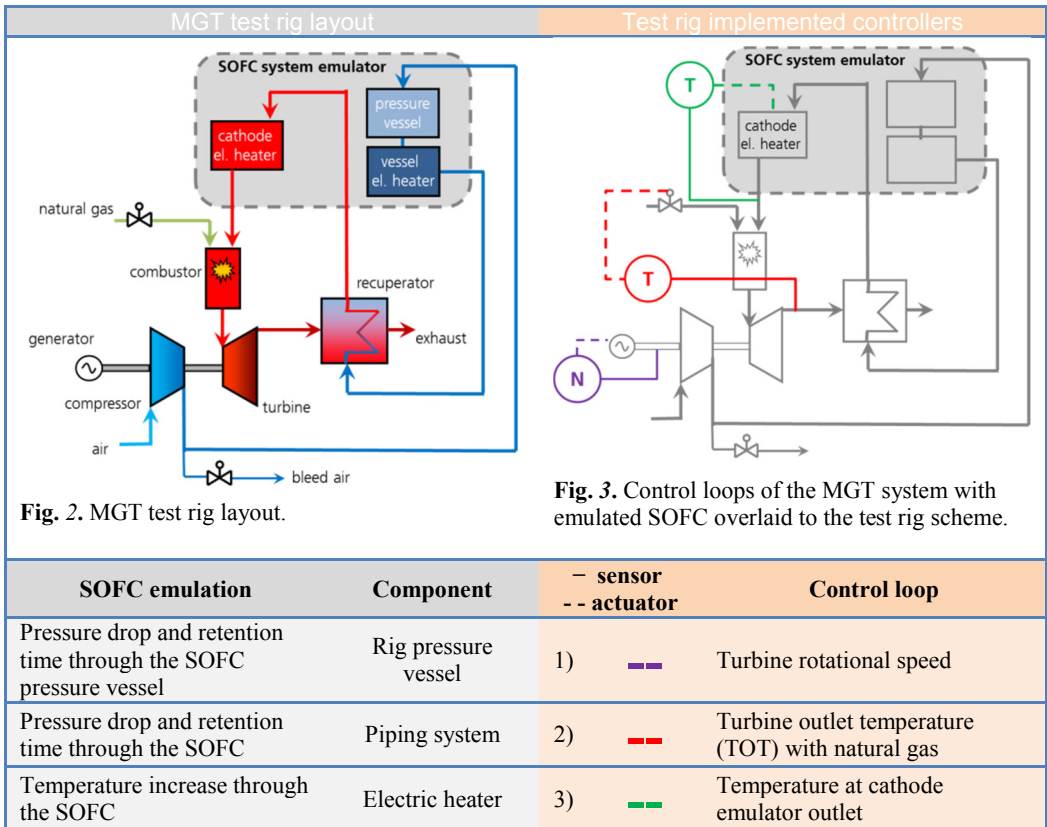 MGT test rig layout
SOFC system emulator
pressure
vessel
cathode
el. heater
vessel
el. heater
natural gas
combustor
recuperator
generator
exhaust
compressor
turbine
air
bleed air
Fig. 2. MGT test rig layout.
Test rig implemented controllers
SOFC system emulator
T
T
N
Fig. 3. Control loops of the MGT system with
emulated SOFC overlaid to the test rig scheme.
SOFC emulation
Component
– sensor
- - actuator
Control loop
Pressure drop and retention
time through the SOFC
pressure vessel
Rig pressure
vessel
1)
Turbine rotational speed
Pressure drop and retention
time through the SOFC
Piping system
2)
Turbine outlet temperature
(TOT) with natural gas
Temperature increase through
the SOFC
Electric heater
3)
Temperature at cathode
emulator outlet